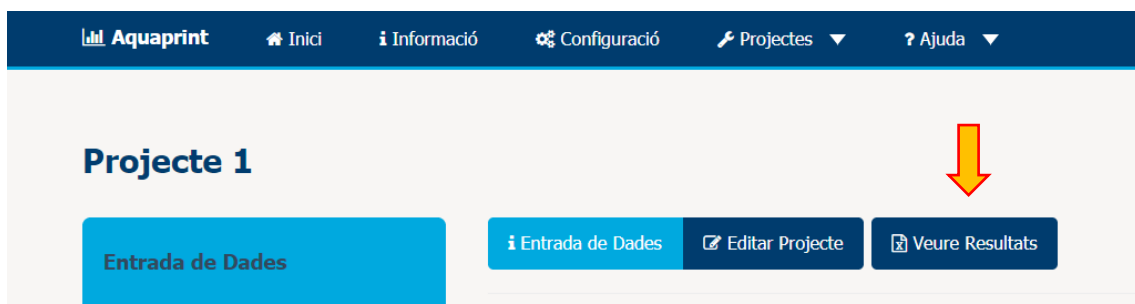 Aquaprint Inici Informació Configuració Projectes Ajuda
Projecte 1
Entrada de Dades
Entrada de Dades Editar Projecte Veure Resultats